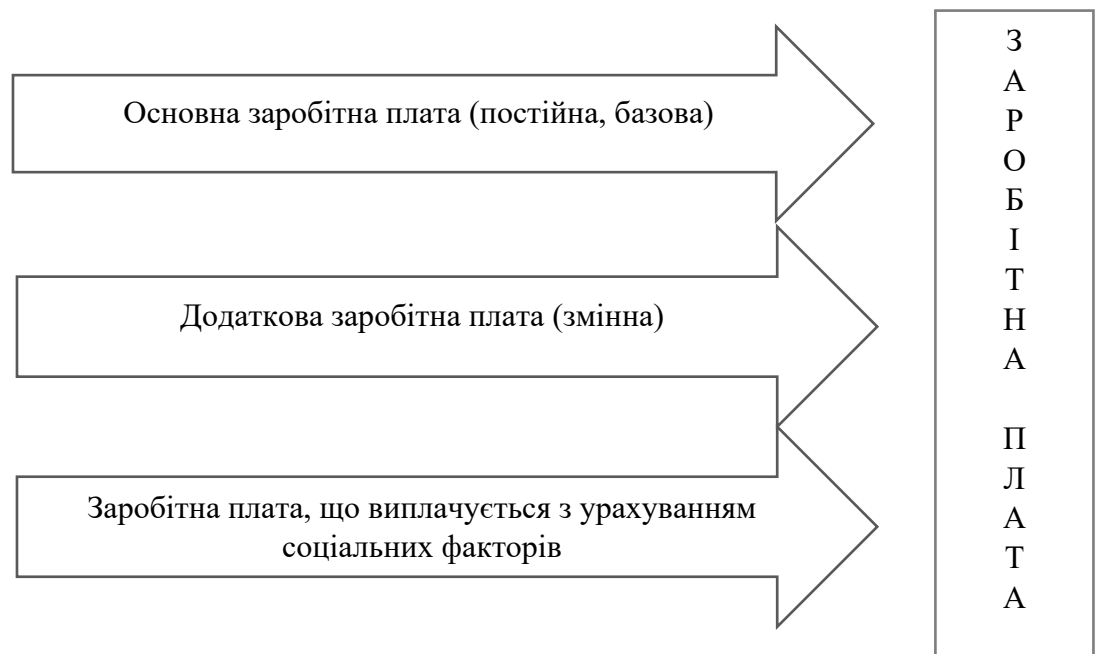 Основна заробітна плата (постійна, базова)
Додаткова заробітна плата (змінна)
Заробітна плата, що виплачується з урахуванням
соціальних факторів
З
А
Р
О
Б
І
Т
Н
А
П
Л
А
Т
А